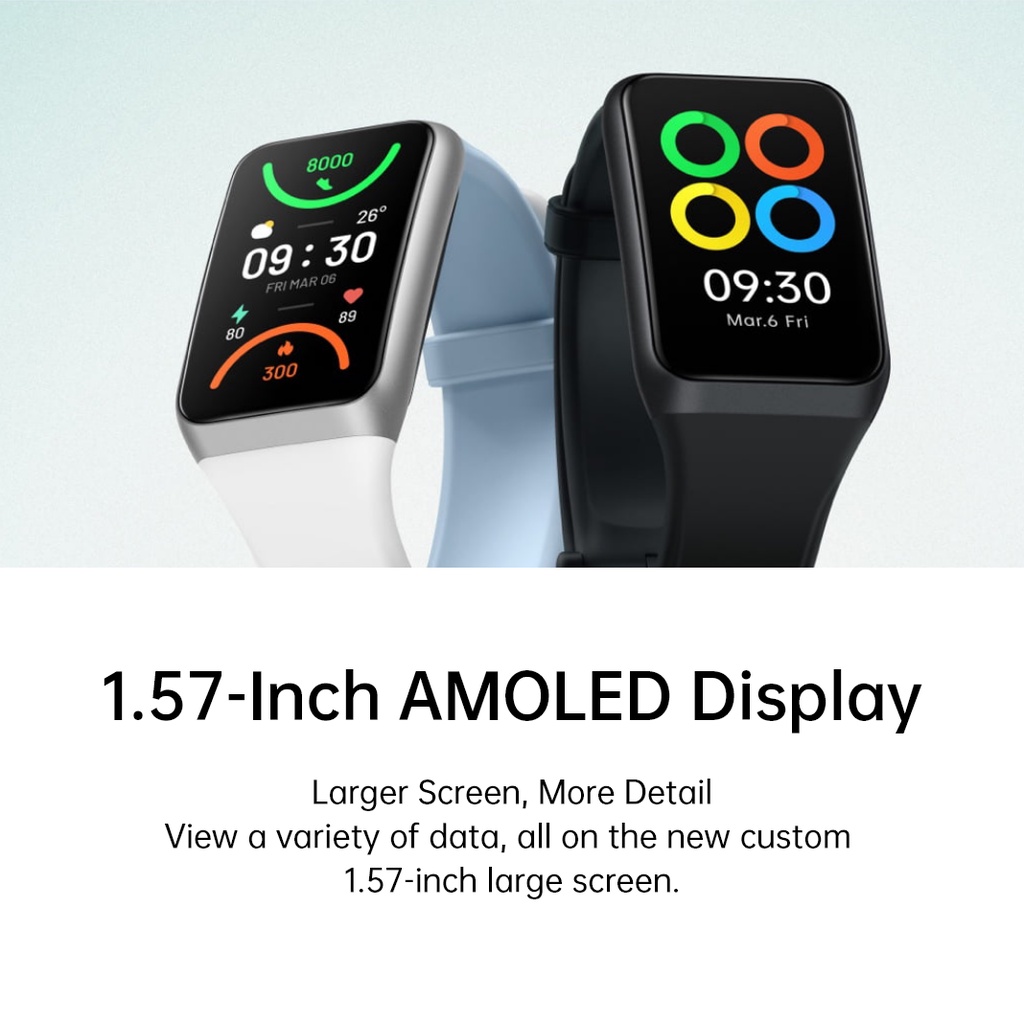 8000
26°
09:30
FRI MAR 06
80
89
300
09:30
Mar.6 Fri
1.57-Inch AMOLED Display
Larger Screen, More Detail
View a variety of data, all on the new custom
1.57-inch large screen.